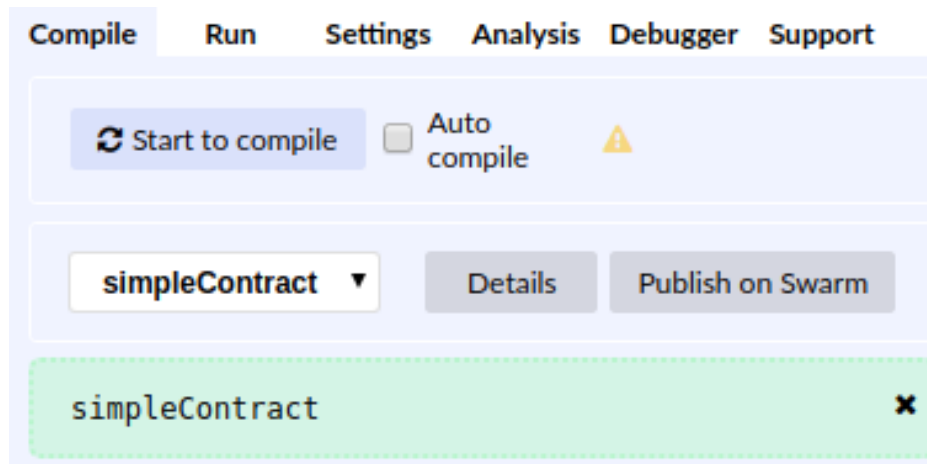 Compile Run Settings Analysis Debugger Support
Start to compile
Auto
compile
simpleContract Details Publish on Swarm
simpleContract